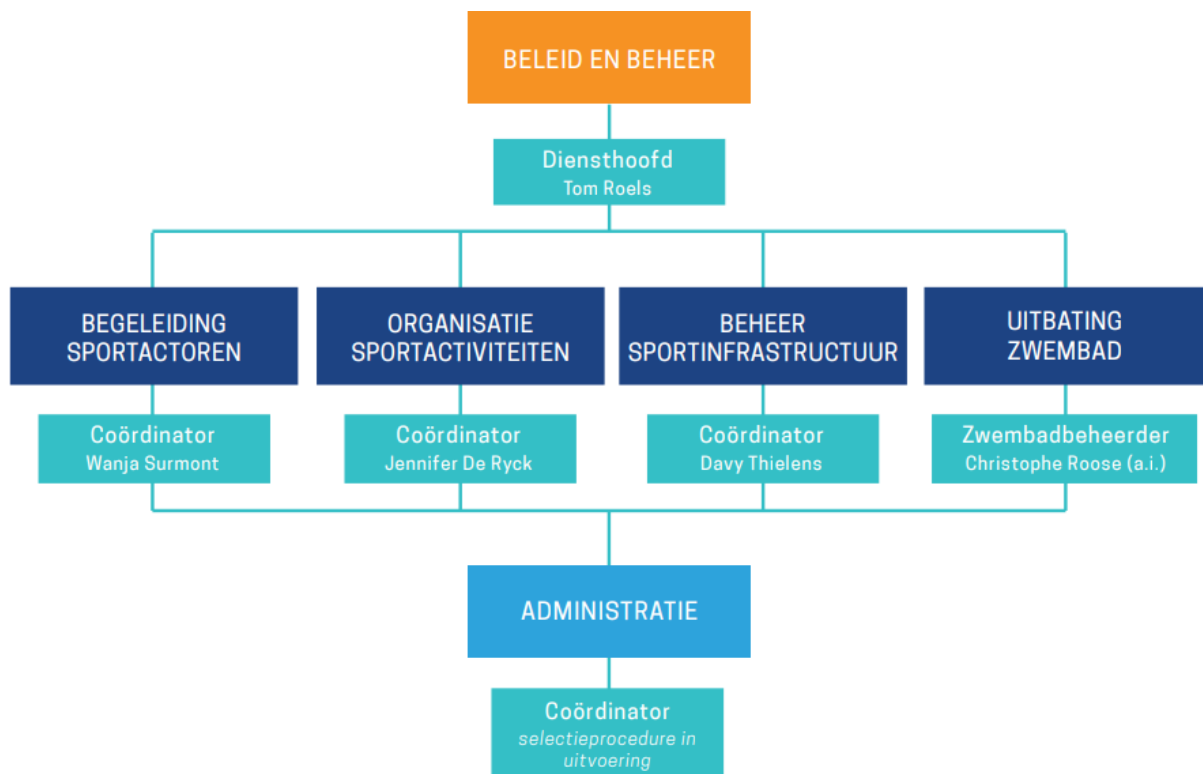 BELEID EN BEHEER
Diensthoofd
Tom Roels
BEGELEIDING
SPORTACTOREN
Coördinator
Wanja Surmont
ORGANISATIE
SPORTACTIVITEITEN
Coördinator
Jennifer De Ryck
BEHEER
SPORTINFRASTRUCTUUR
Coördinator
Davy Thielens
UITBATING
ZWEMBAD
Zwembadbeheerder
Christophe Roose (a.i.)
ADMINISTRATIE
Coördinator
selectieprocedure in
uitvoering